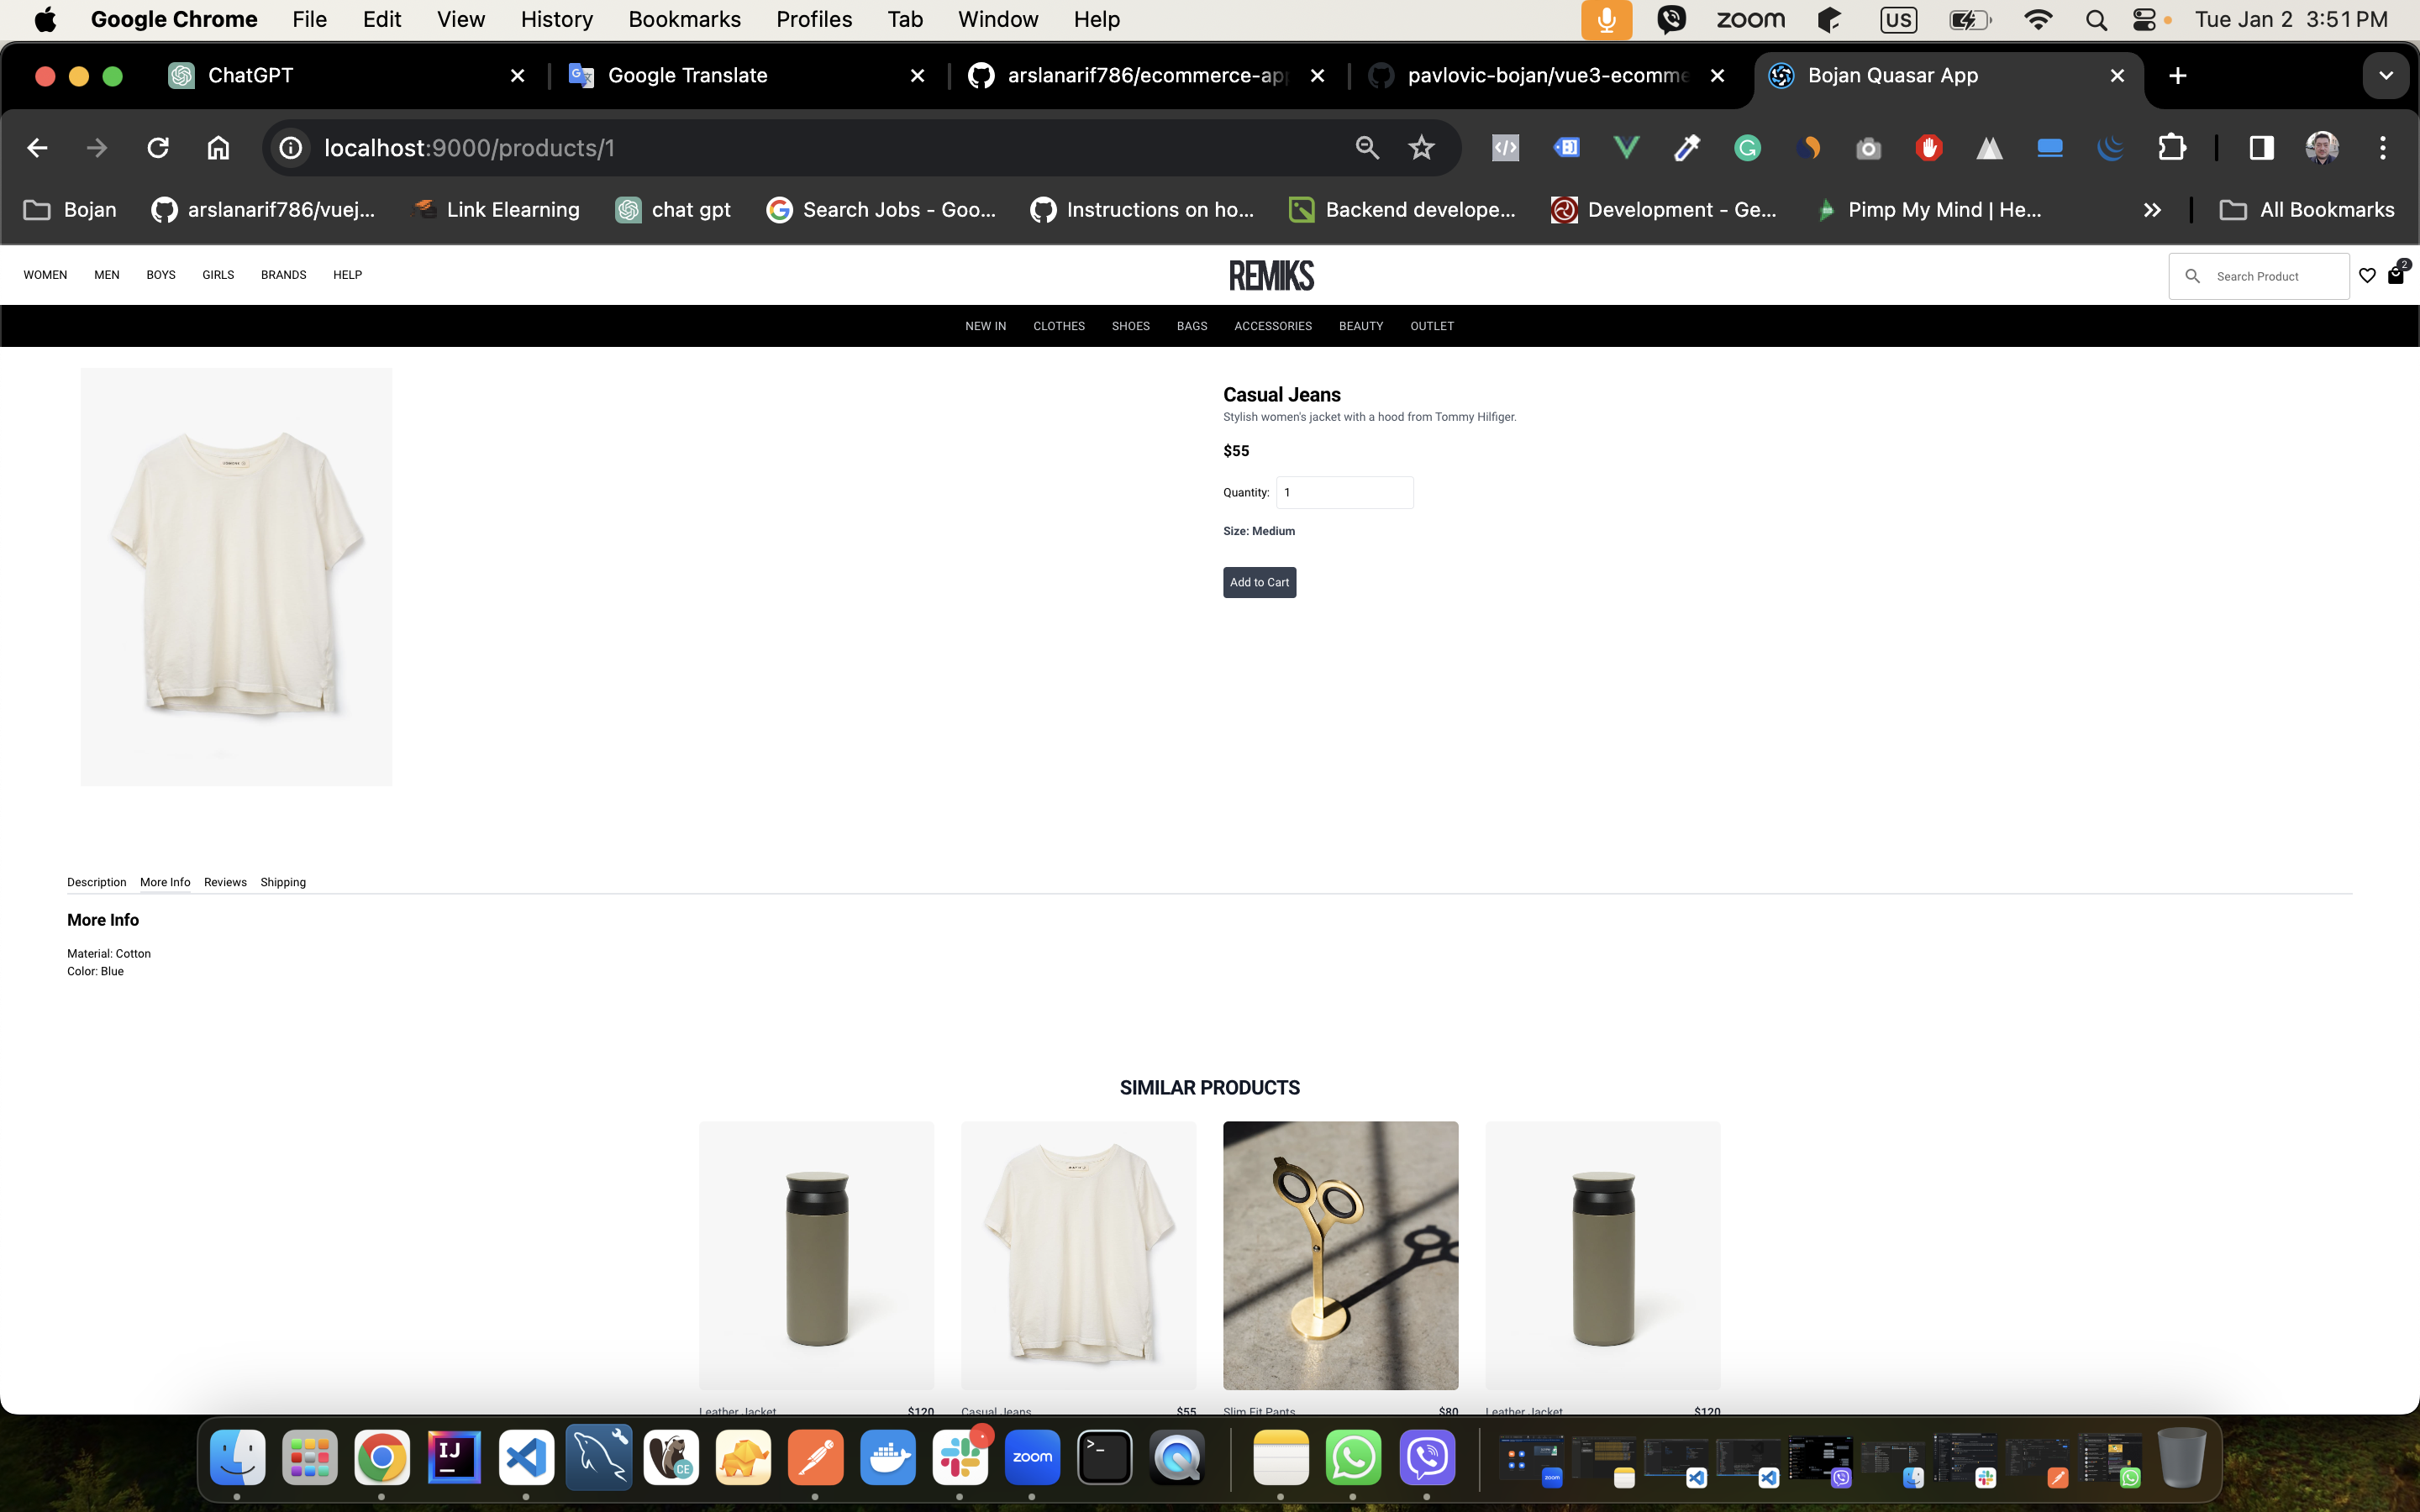 Google Chrome File Edit View History Bookmarks Profiles Tab Window Help zoom US Tue Jan 2 3:51 PM
ChatGPT Google Translate arslanarif786/ecommerce-ap pavlovic-bojan/vue3-ecomme Bojan Quasar App
localhost:9000/products/1
Bojan arslanarif786/vuej... Link Elearning chat gpt Search Jobs - Goo... Instructions on ho... Backend develope... Development - Ge... Pimp My Mind | He... All Bookmarks
WOMEN MEN BOYS GIRLS BRANDS HELP REMIKS Search Product 2
NEW IN CLOTHES SHOES BAGS ACCESSORIES BEAUTY OUTLET
Casual Jeans
Stylish women's jacket with a hood from Tommy Hilfiger.
$55
Quantity: 1
Size: Medium
Add to Cart
Description More Info Reviews Shipping
More Info
Material: Cotton
Color: Blue
SIMILAR PRODUCTS
Leather Jacket $120 Casual Jeans $55 Slim Fit Pants $80 Leather Jacket $120
IJ CE zoom